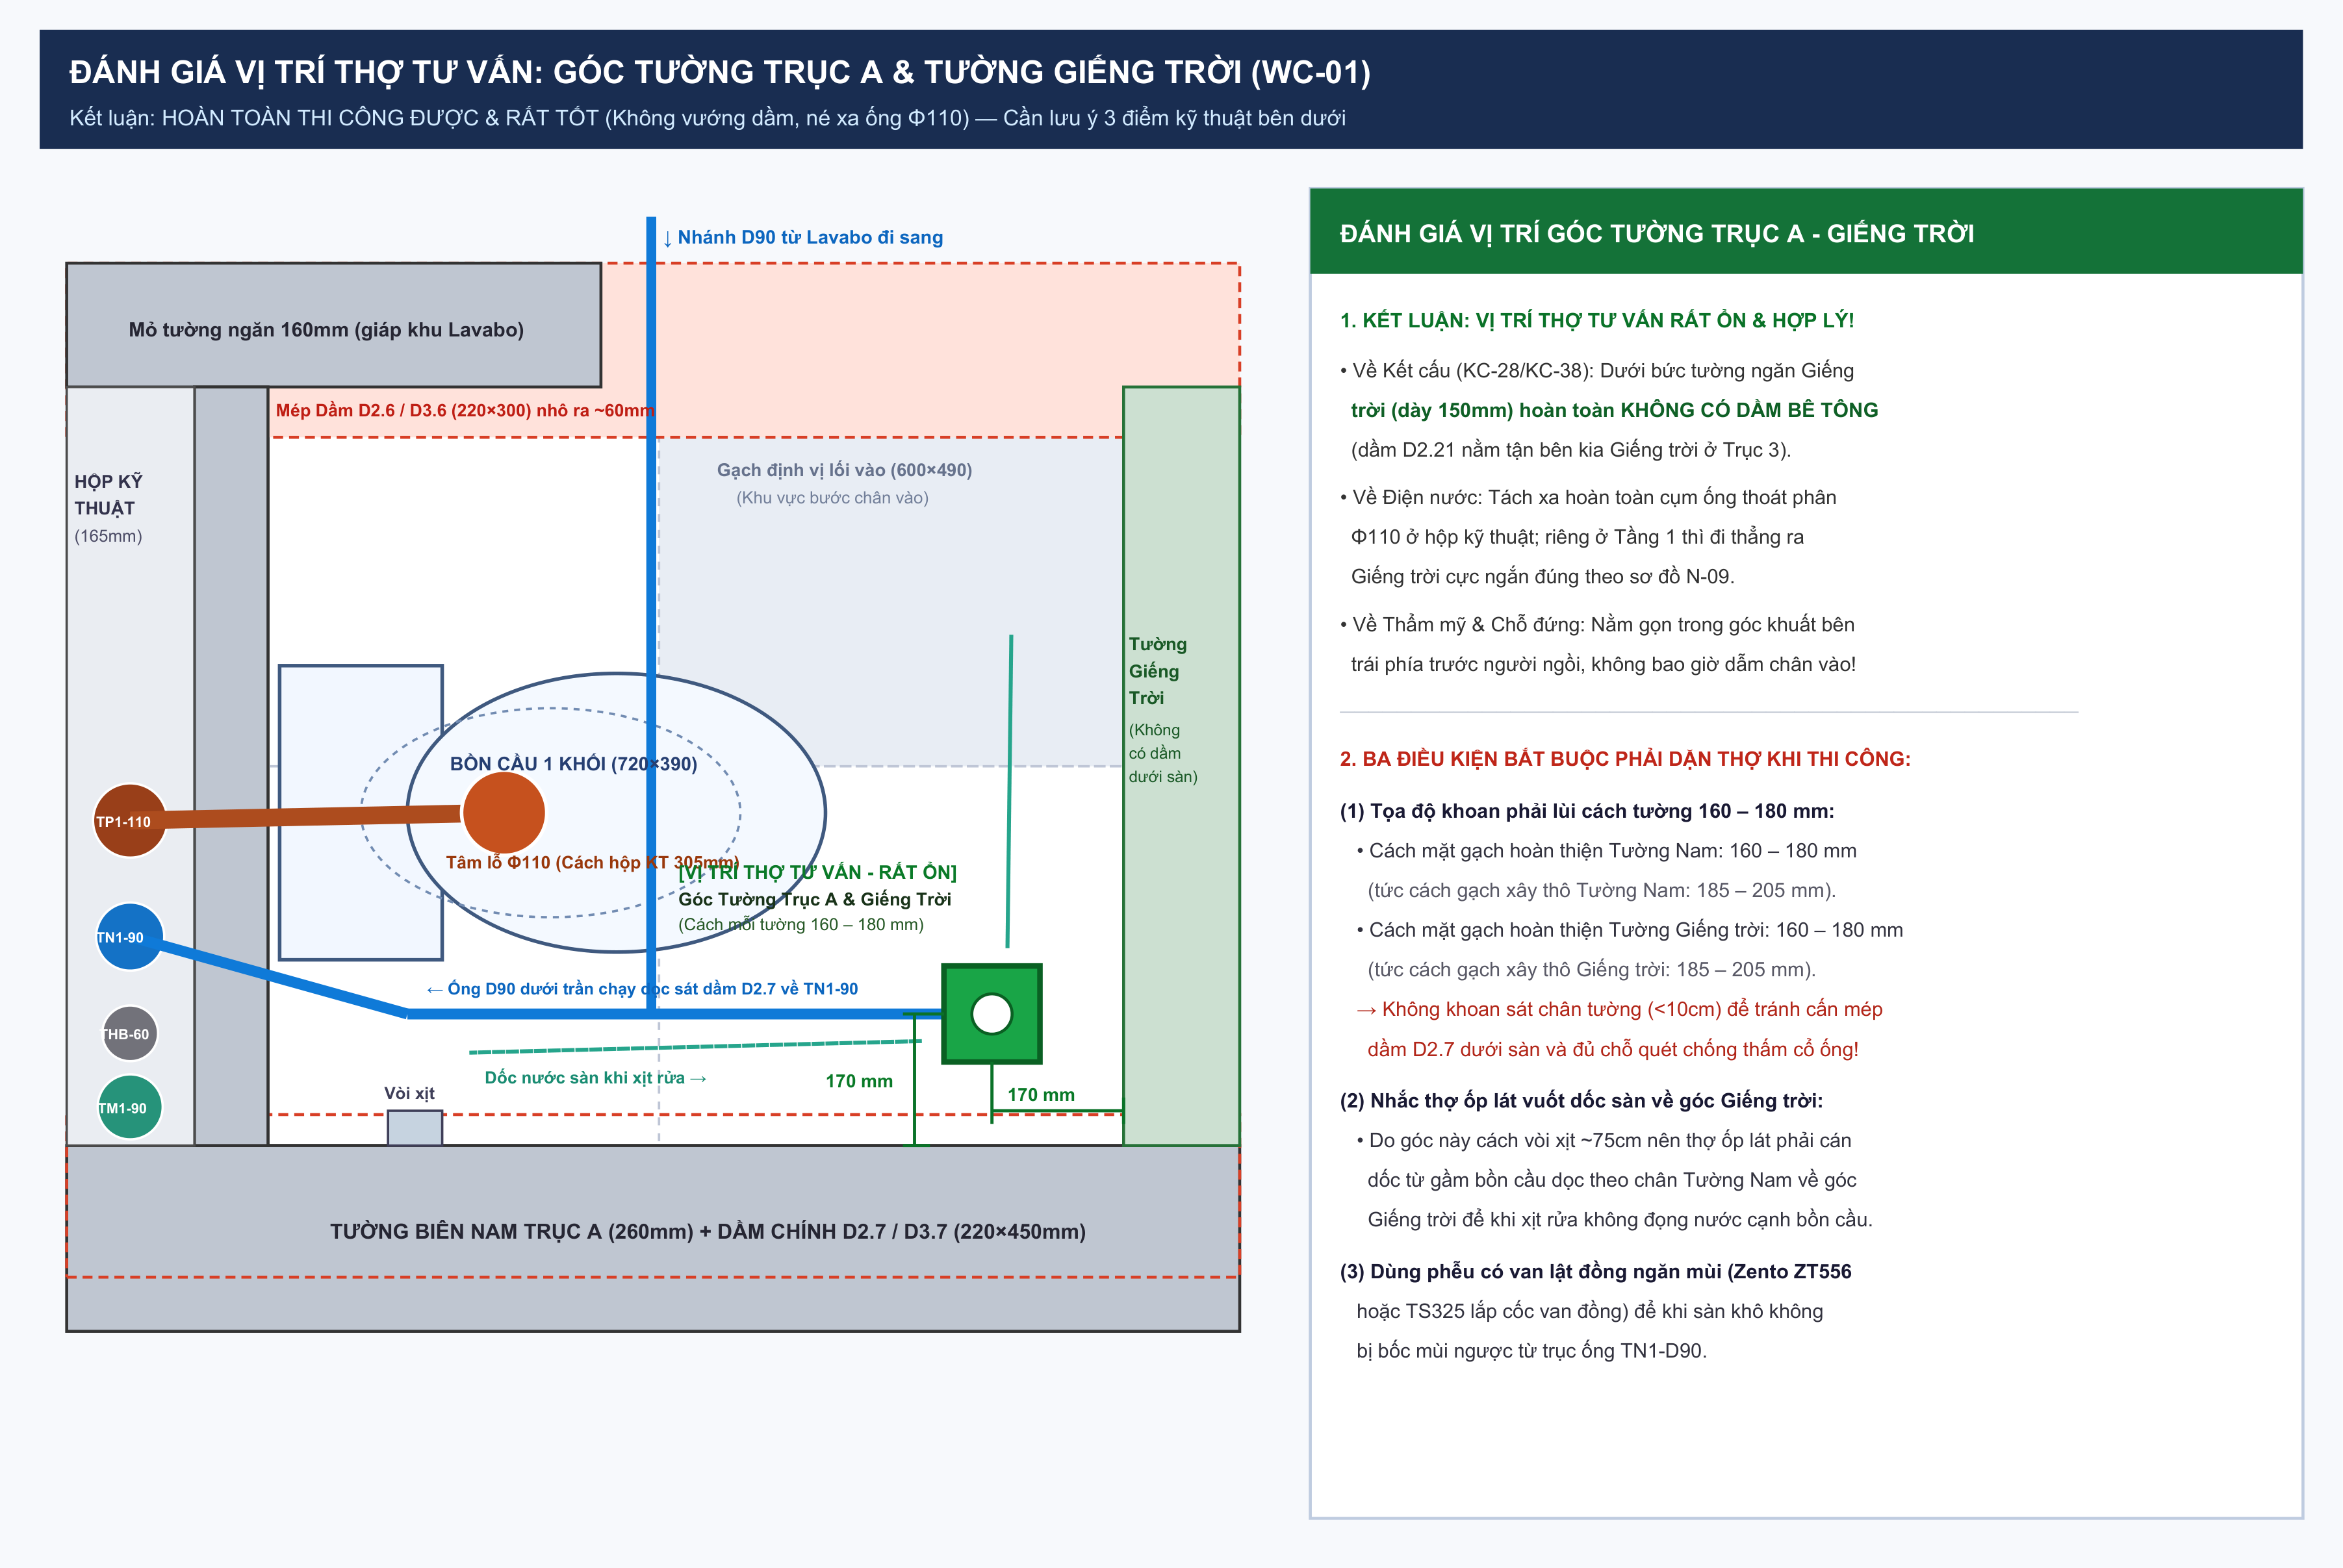 ĐÁNH GIÁ VỊ TRÍ THỢ TƯ VẤN: GÓC TƯỜNG TRỤC A & TƯỜNG GIẾNG TRỜI (WC-01)
Kết luận: HOÀN TOÀN THI CÔNG ĐƯỢC & RẤT TỐT (Không vướng dầm, né xa ống Φ110) — Cần lưu ý 3 điểm kỹ thuật bên dưới
↓ Nhánh D90 từ Lavabo đi sang
Mỏ tường ngăn 160mm (giáp khu Lavabo)
Mép Dầm D2.6 / D3.6 (220×300) nhô ra ~60mm
HỘP KỸ
THUẬT
(165mm)
Gạch định vị lối vào (600×490)
(Khu vực bước chân vào)
Tường
Giếng
Trời
(Không
có dầm
dưới sàn)
BỒN CẦU 1 KHỐI (720×390)
TP1-110
Tâm lỗ Φ110 (Cách hộp KT 305mm)
[VỊ TRÍ THỢ TƯ VẤN - RẤT ỔN]
Góc Tường Trục A & Giếng Trời
(Cách mỗi tường 160 – 180 mm)
TN1-90
← Ống D90 dưới trần chạy dọc sát dầm D2.7 về TN1-90
THB-60
Dốc nước sàn khi xịt rửa →
170 mm
170 mm
Vòi xịt
TM1-90
TƯỜNG BIÊN NAM TRỤC A (260mm) + DẦM CHÍNH D2.7 / D3.7 (220×450mm)
ĐÁNH GIÁ VỊ TRÍ GÓC TƯỜNG TRỤC A - GIẾNG TRỜI
1. KẾT LUẬN: VỊ TRÍ THỢ TƯ VẤN RẤT ỔN & HỢP LÝ!
• Về Kết cấu (KC-28/KC-38): Dưới bức tường ngăn Giếng
trời (dày 150mm) hoàn toàn KHÔNG CÓ DẦM BÊ TÔNG
(dầm D2.21 nằm tận bên kia Giếng trời ở Trục 3).
• Về Điện nước: Tách xa hoàn toàn cụm ống thoát phân
Φ110 ở hộp kỹ thuật; riêng ở Tầng 1 thì đi thẳng ra
Giếng trời cực ngắn đúng theo sơ đồ N-09.
• Về Thẩm mỹ & Chỗ đứng: Nằm gọn trong góc khuất bên
trái phía trước người ngồi, không bao giờ dẫm chân vào!
2. BA ĐIỀU KIỆN BẮT BUỘC PHẢI DẶN THỢ KHI THI CÔNG:
(1) Tọa độ khoan phải lùi cách tường 160 – 180 mm:
• Cách mặt gạch hoàn thiện Tường Nam: 160 – 180 mm
(tức cách gạch xây thô Tường Nam: 185 – 205 mm).
• Cách mặt gạch hoàn thiện Tường Giếng trời: 160 – 180 mm
(tức cách gạch xây thô Giếng trời: 185 – 205 mm).
→ Không khoan sát chân tường (<10cm) để tránh cấn mép
dầm D2.7 dưới sàn và đủ chỗ quét chống thấm cổ ống!
(2) Nhắc thợ ốp lát vuốt dốc sàn về góc Giếng trời:
• Do góc này cách vòi xịt ~75cm nên thợ ốp lát phải cán
dốc từ gầm bồn cầu dọc theo chân Tường Nam về góc
Giếng trời để khi xịt rửa không đọng nước cạnh bồn cầu.
(3) Dùng phễu có van lật đồng ngăn mùi (Zento ZT556
hoặc TS325 lắp cốc van đồng) để khi sàn khô không
bị bốc mùi ngược từ trục ống TN1-D90.